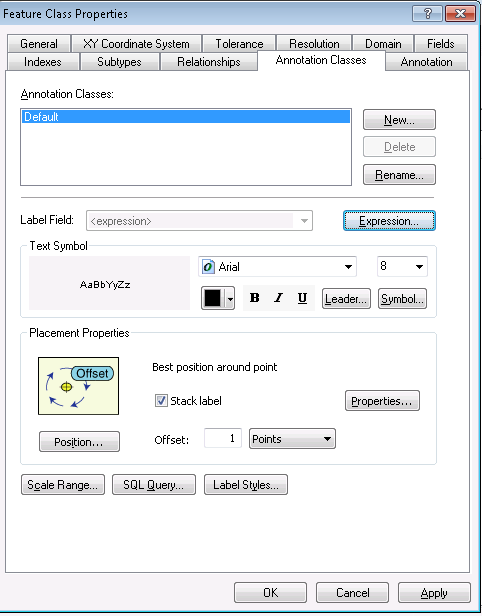 Feature Class Properties
General XY Coordinate System Tolerance Resolution Domain Fields
Indexes Subtypes Relationships Annotation Classes Annotation
Annotation Classes:
Default
New...
Delete
Rename...
Label Field: <expression> Expression...
Text Symbol
AaBbYyZz
Arial 8
B I U Leader... Symbol...
Placement Properties
Offset
Best position around point
Stack label
Properties...
Position...
Offset: 1 Points
Scale Range... SQL Query... Label Styles...
OK Cancel Apply